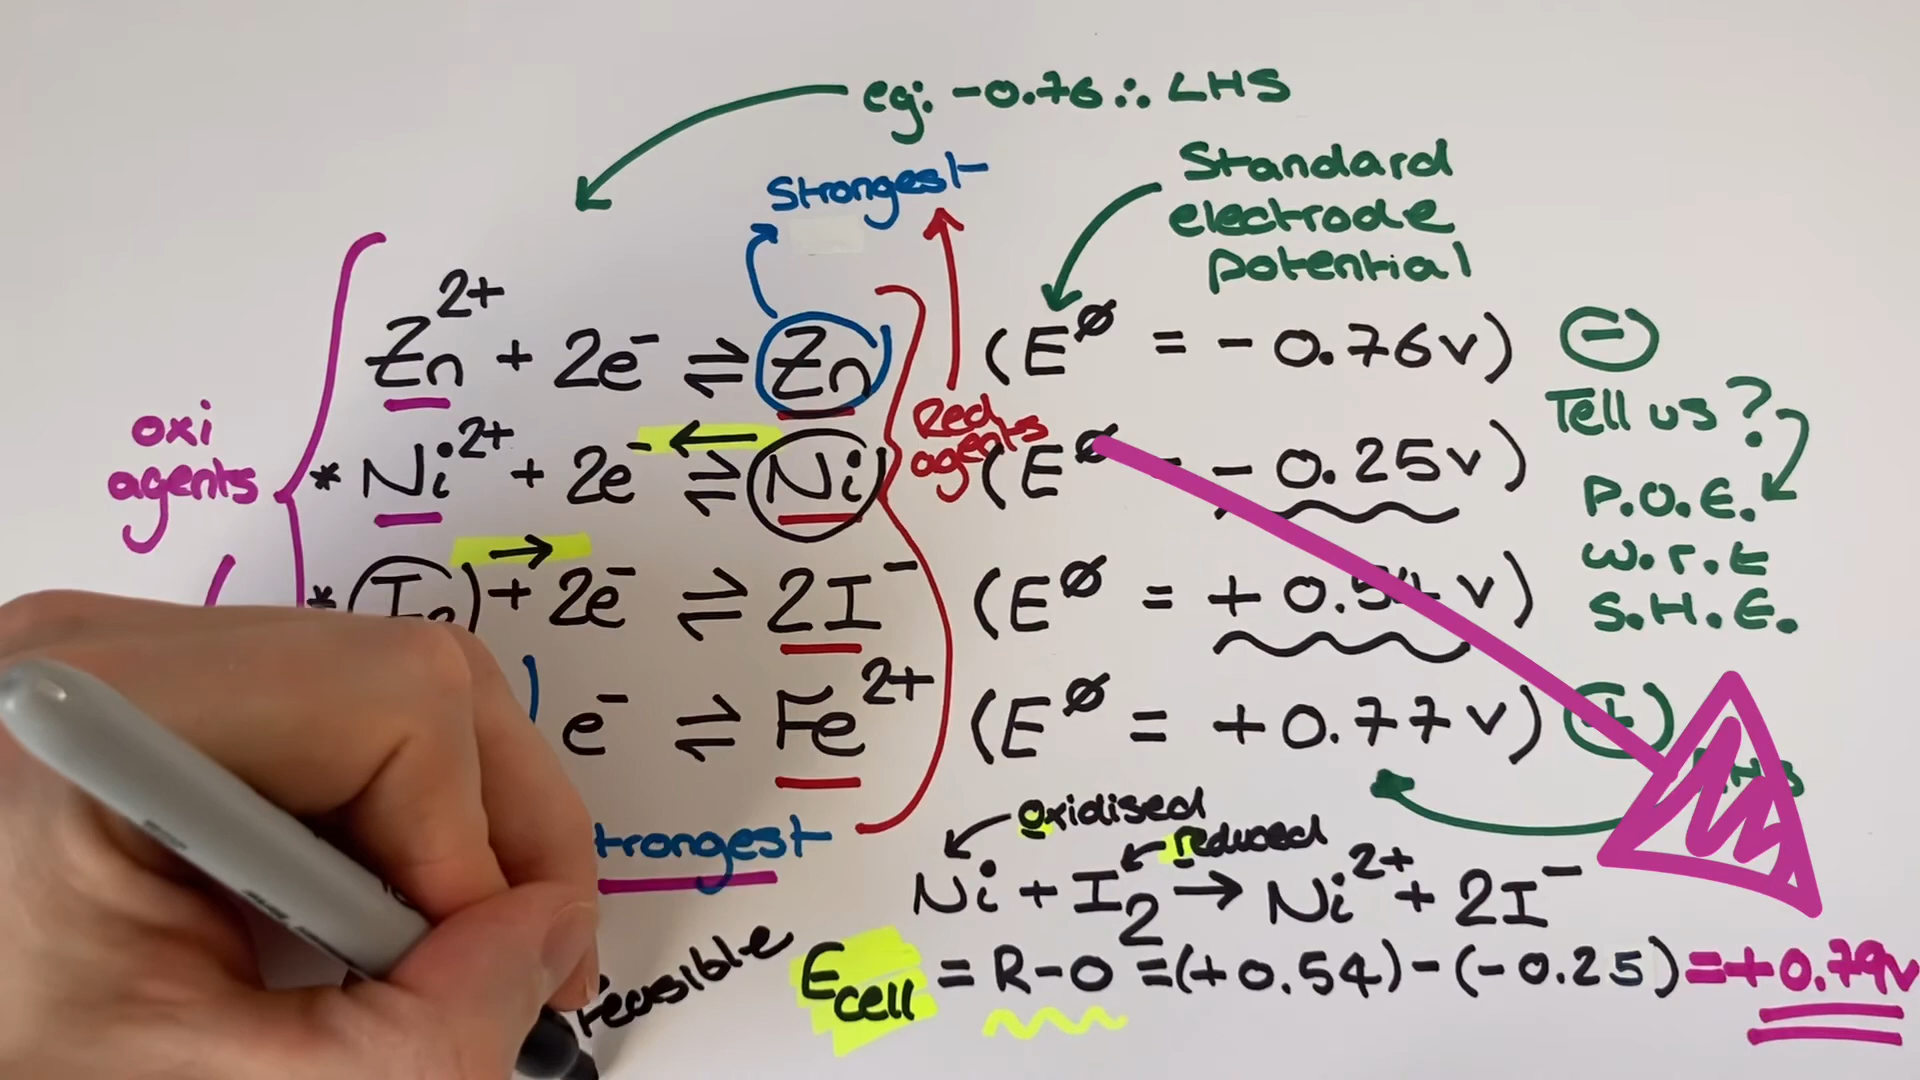 eg: -0.76 ∴ LHS
Strongest
Standard
electrode
potential
oxi
agents
Red
agents
Zn²⁺ + 2e⁻ ⇌ Zn (E⦵ = - 0.76v) -
* Ni²⁺ + 2e⁻ ⇌ Ni (E⦵ = - 0.25v)
← →
* I₂ + 2e⁻ ⇌ 2I⁻ (E⦵ = + 0.54v)
e⁻ ⇌ Fe²⁺ (E⦵ = +0.77v) +
Tell us?
P.O.E.
w.r.t
S.H.E.
trongest
oxidised
reduced
Ni + I₂ → Ni²⁺ + 2I⁻
feasible
Ecell = R-O = (+0.54) - (-0.25) = +0.79v